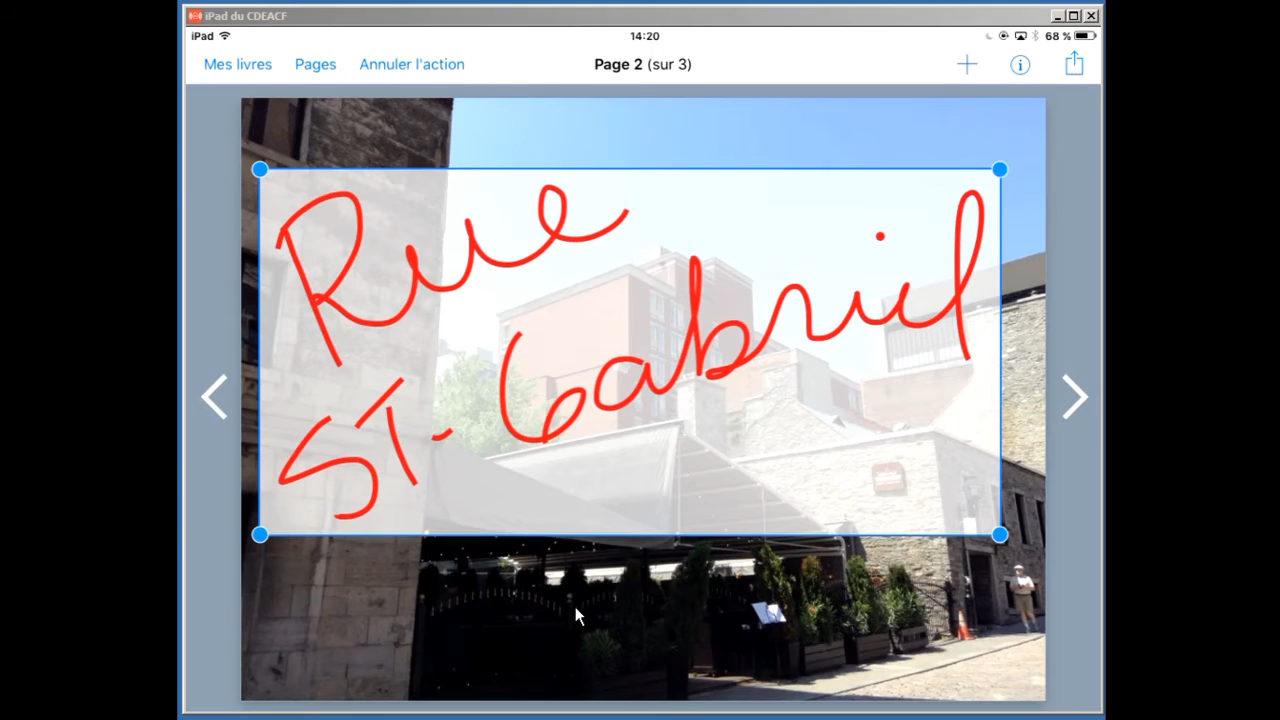 iPad du CDEACF
iPad 14:20 68 %
Mes livres Pages Annuler l'action Page 2 (sur 3)
Rue
ST-Gabriel